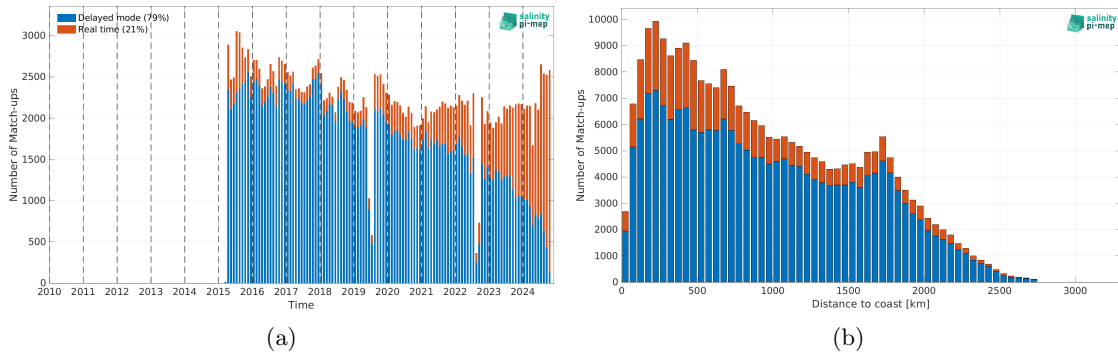 Delayed mode (79%)
Real time (21%)
salinity
pi-mep
Number of Match-ups
3000
2500
2000
1500
1000
500
0
2010 2011 2012 2013 2014 2015 2016 2017 2018 2019 2020 2021 2022 2023 2024
Time
(a)
salinity
pi-mep
Number of Match-ups
10000
9000
8000
7000
6000
5000
4000
3000
2000
1000
0
0 500 1000 1500 2000 2500 3000
Distance to coast [km]
(b)